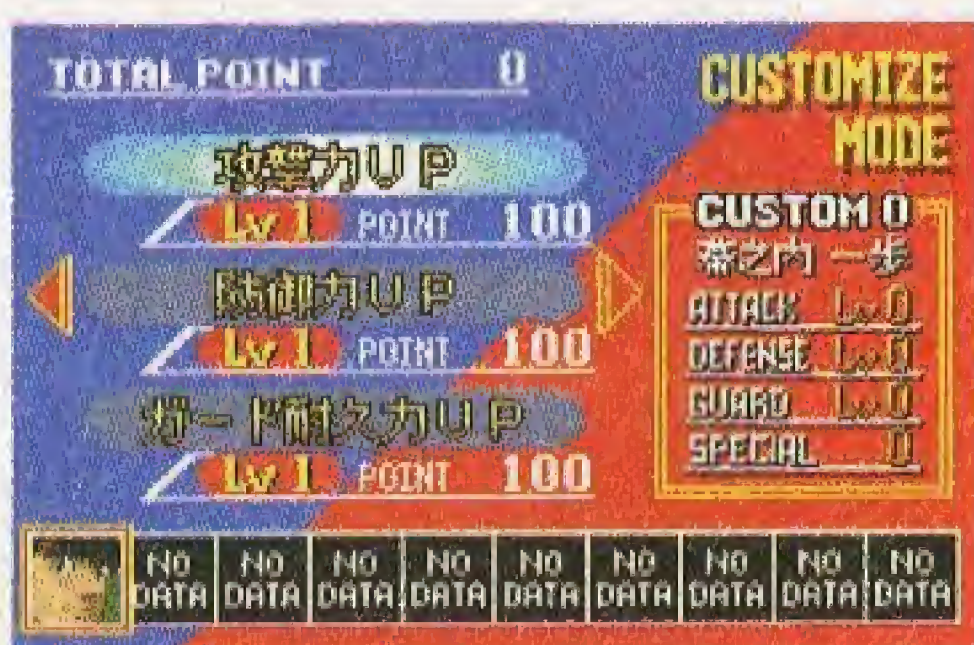 TOTAL POINT 0
CUSTOMIZE
MODE
攻撃力UP
Lv 1 POINT 100
防御力UP
Lv 1 POINT 100
ガード耐久力UP
Lv 1 POINT 100
CUSTOM 0
幕之内 一歩
ATTACK Lv 0
DEFENSE Lv 0
GUARD Lv 0
SPECIAL 0
NO DATA
NO DATA
NO DATA
NO DATA
NO DATA
NO DATA
NO DATA
NO DATA
NO DATA